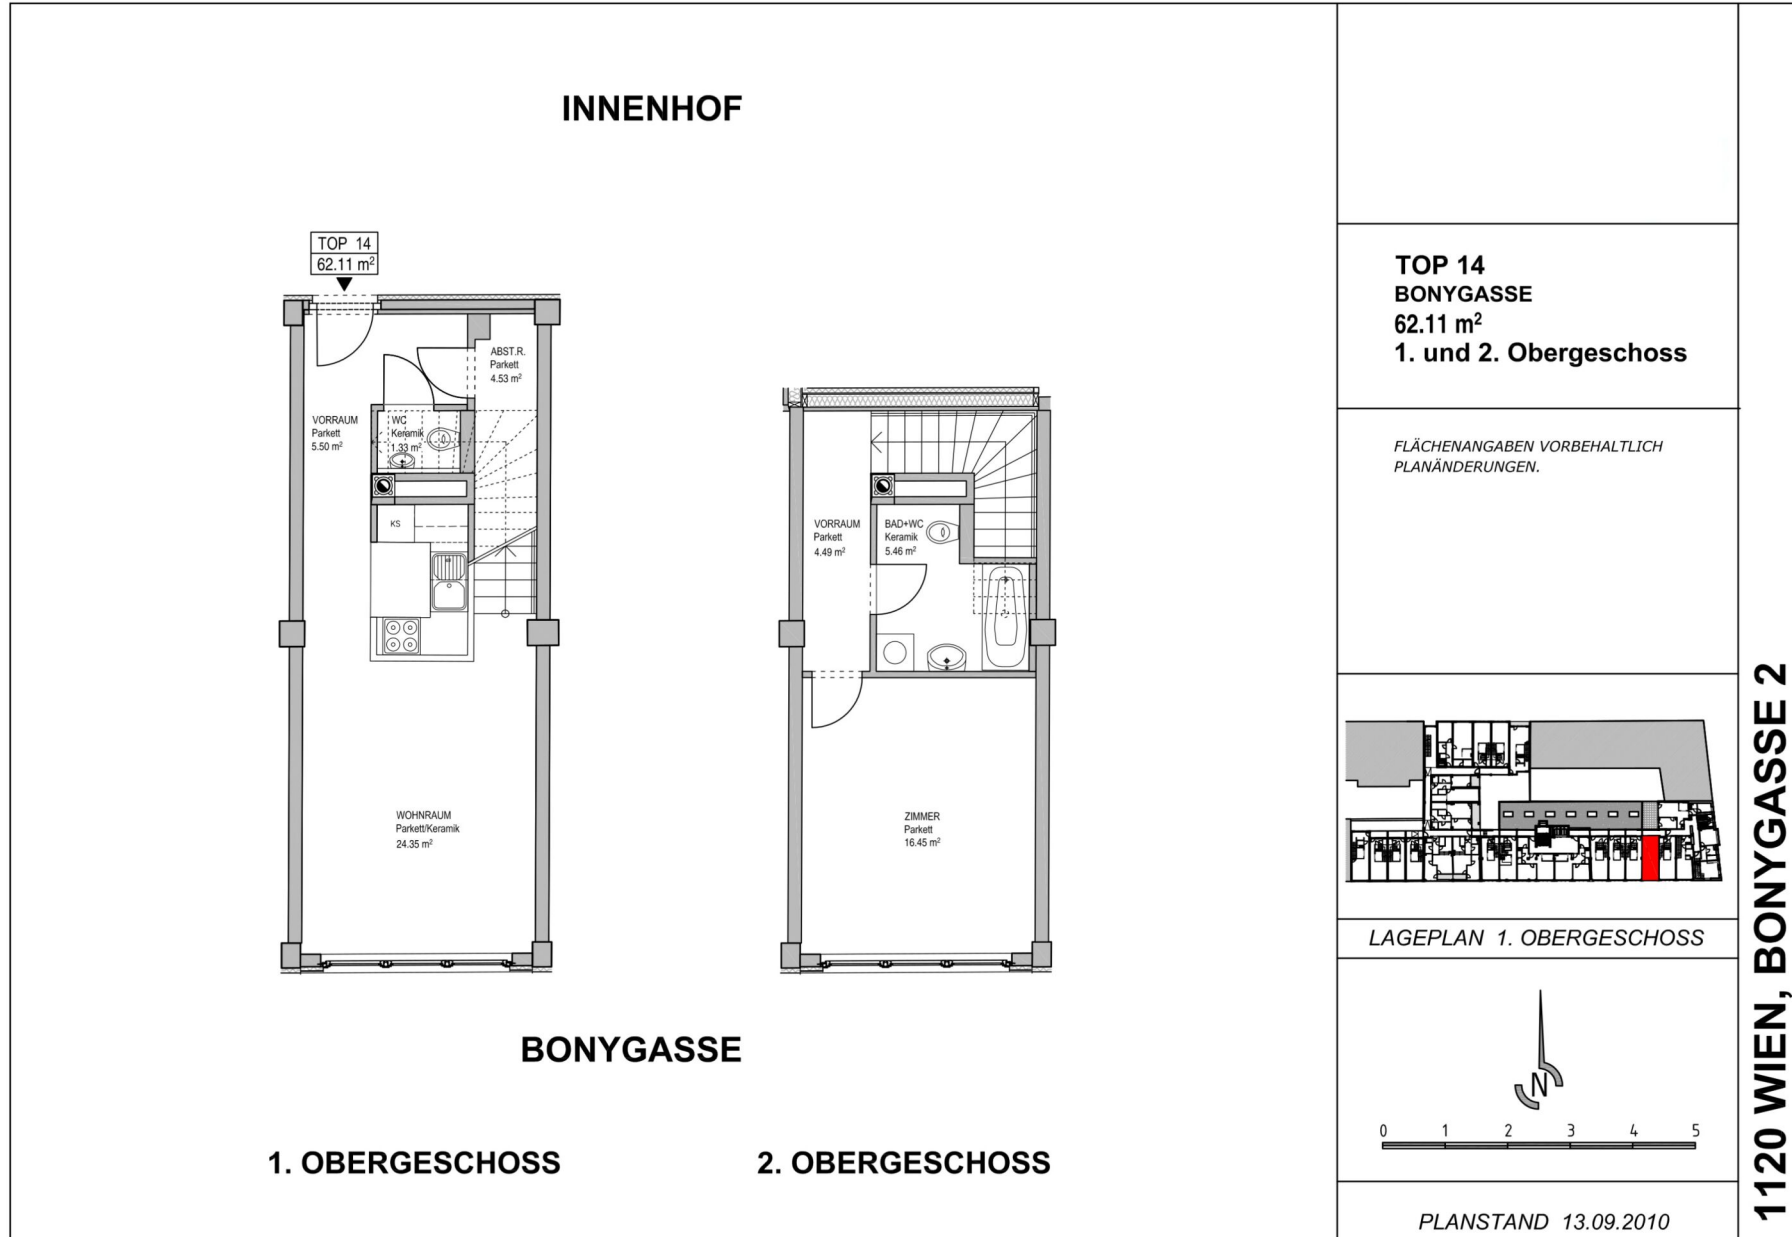 INNENHOF
TOP 14
62.11 m²
ABST.R.
Parkett
4.53 m²
VORRAUM
Parkett
5.50 m²
WC
Keramik
1.33 m²
KS
WOHNRAUM
Parkett/Keramik
24.35 m²
VORRAUM
Parkett
4.49 m²
BAD+WC
Keramik
5.46 m²
ZIMMER
Parkett
16.45 m²
BONYGASSE
1. OBERGESCHOSS
2. OBERGESCHOSS
TOP 14
BONYGASSE
62.11 m²
1. und 2. Obergeschoss
FLÄCHENANGABEN VORBEHALTLICH
PLANÄNDERUNGEN.
LAGEPLAN 1. OBERGESCHOSS
N
0 1 2 3 4 5
PLANSTAND 13.09.2010
1120 WIEN, BONYGASSE 2